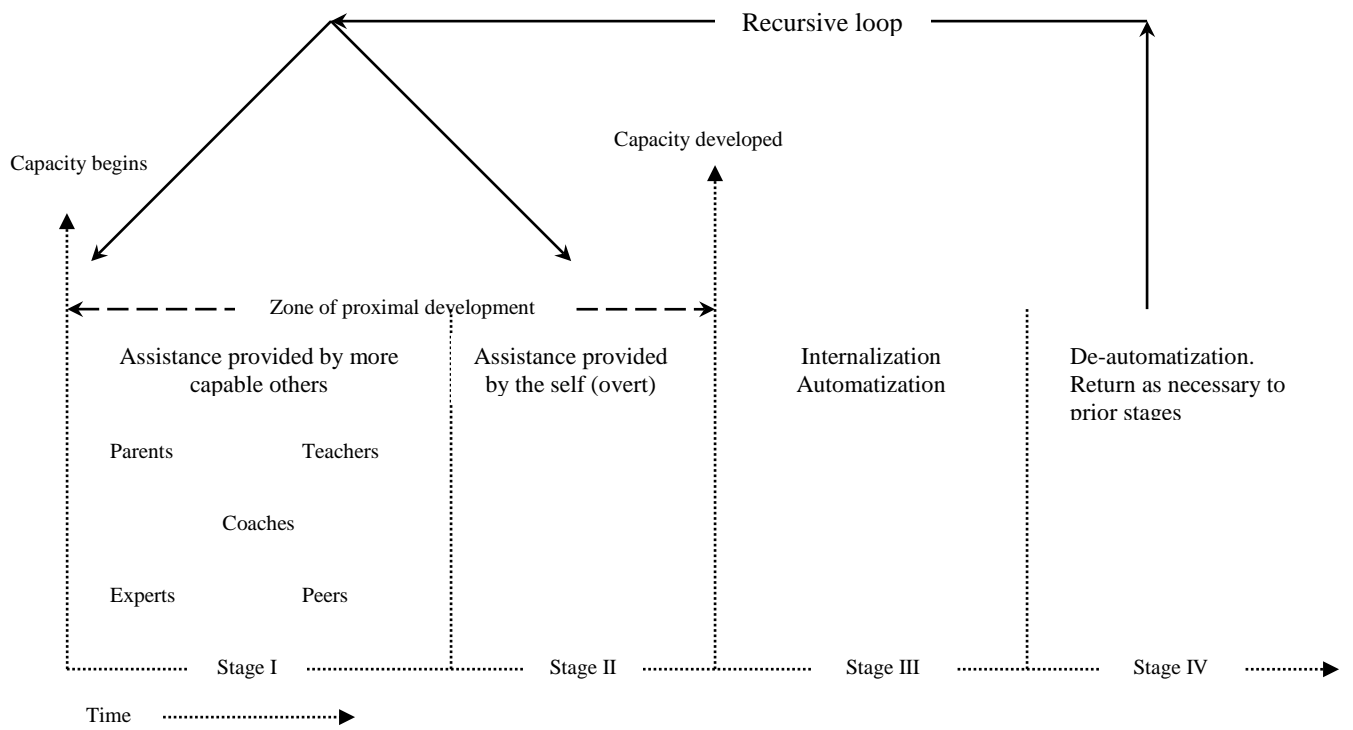 Recursive loop
Capacity developed
Capacity begins
Zone of proximal development
Assistance provided by more
capable others
Assistance provided
by the self (overt)
Internalization
Automatization
De-automatization.
Return as necessary to
prior stages
Parents
Teachers
Coaches
Experts
Peers
Stage I
Stage II
Stage III
Stage IV
Time